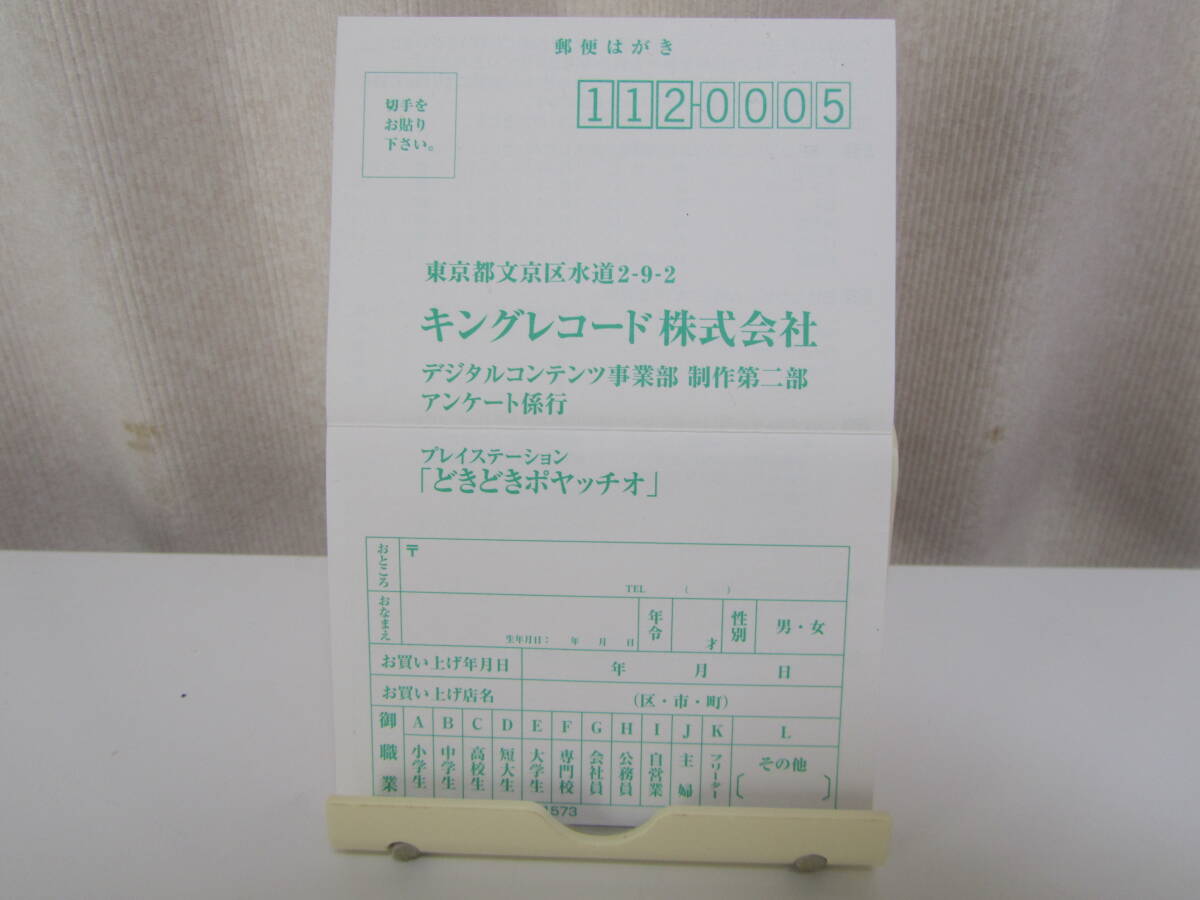 郵便はがき
切手を
お貼り
下さい。
112-0005
東京都文京区水道2-9-2
キングレコード株式会社
デジタルコンテンツ事業部 制作第二部
アンケート係行
プレイステーション
「どきどきポヤッチオ」
おところ 〒
TEL ( )
おなまえ 生年月日: 年 月 日 年令 才 性別 男・女
お買い上げ年月日 年 月 日
お買い上げ店名 (区・市・町)
御職業 A B C D E F G H I J K L
小学生 中学生 高校生 短大生 大学生 専門校 会社員 公務員 自営業 主婦 フリーター その他
1573